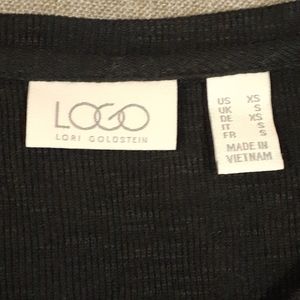 LOGO
LORI GOLDSTEIN
US XS
UK S
DE XS
IT S
FR S
MADE IN
VIETNAM